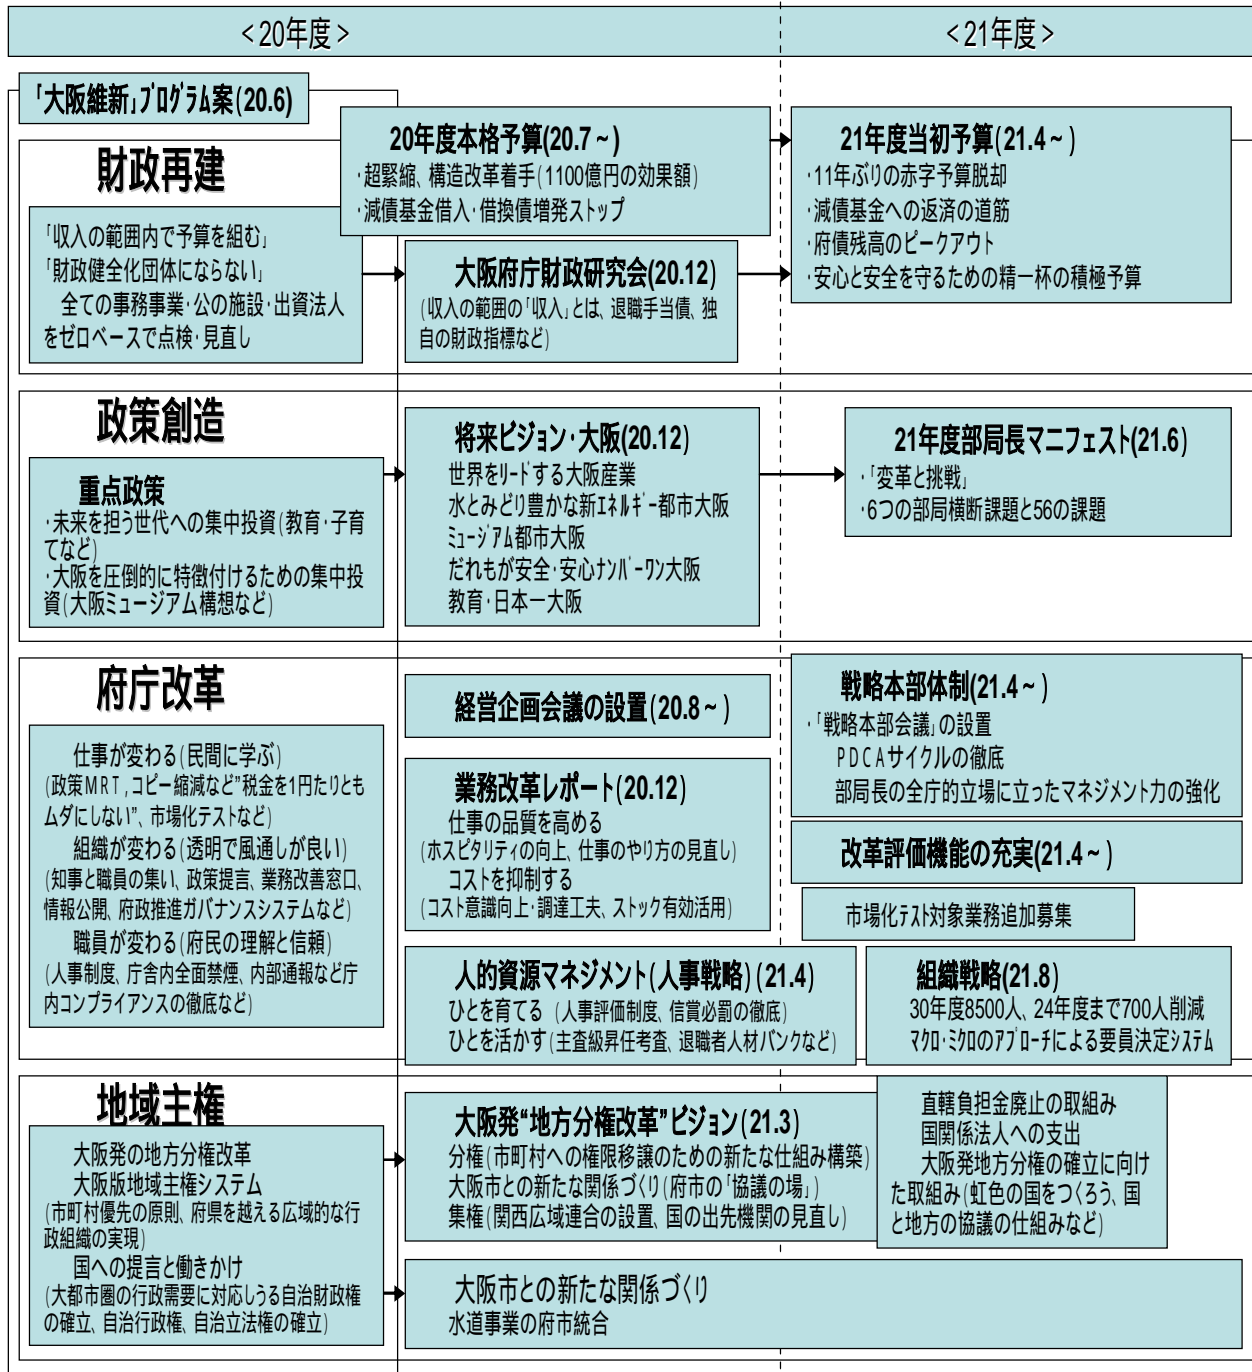 <20年度>
<21年度>
「大阪維新」ﾌﾟﾛｸﾞﾗﾑ案(20.6)
財政再建
「収入の範囲内で予算を組む」
「財政健全化団体にならない」
全ての事務事業・公の施設・出資法人
をゼロベースで点検・見直し
20年度本格予算(20.7～)
・超緊縮、構造改革着手(1100億円の効果額)
・減債基金借入・借換債増発ストップ
大阪府庁財政研究会(20.12)
(収入の範囲の「収入」とは、退職手当債、独
自の財政指標など)
21年度当初予算(21.4～)
・11年ぶりの赤字予算脱却
・減債基金への返済の道筋
・府債残高のピークアウト
・安心と安全を守るための精一杯の積極予算
政策創造
重点政策
・未来を担う世代への集中投資(教育・子育
てなど)
・大阪を圧倒的に特徴付けるための集中投
資(大阪ミュージアム構想など)
将来ビジョン・大阪(20.12)
世界をﾘｰﾄﾞする大阪産業
水とみどり豊かな新ｴﾈﾙｷﾞｰ都市大阪
ﾐｭｰｼﾞｱﾑ都市大阪
だれもが安全・安心ﾅﾝﾊﾞｰﾜﾝ大阪
教育・日本一大阪
21年度部局長マニフェスト(21.6)
・「変革と挑戦」
・6つの部局横断課題と56の課題
府庁改革
仕事が変わる(民間に学ぶ)
(政策MRT,コピー縮減など”税金を1円たりとも
ムダにしない”、市場化テストなど)
組織が変わる(透明で風通しが良い)
(知事と職員の集い、政策提言、業務改善窓口、
情報公開、府政推進ガバナンスシステムなど)
職員が変わる(府民の理解と信頼)
(人事制度、庁舎内全面禁煙、内部通報など庁
内コンプライアンスの徹底など)
経営企画会議の設置(20.8～)
業務改革レポート(20.12)
仕事の品質を高める
(ホスピタリティの向上、仕事のやり方の見直し)
コストを抑制する
(コスト意識向上・調達工夫、ストック有効活用)
人的資源マネジメント(人事戦略)(21.4)
ひとを育てる (人事評価制度、信賞必罰の徹底)
ひとを活かす(主査級昇任考査、退職者人材バンクなど)
戦略本部体制(21.4～)
・「戦略本部会議」の設置
PDCAサイクルの徹底
部局長の全庁的立場に立ったマネジメント力の強化
改革評価機能の充実(21.4～)
市場化ﾃｽﾄ対象業務追加募集
組織戦略(21.8)
30年度8500人、24年度まで700人削減
ﾏｸﾛ・ﾐｸﾛのｱﾌﾟﾛｰﾁによる要員決定ｼｽﾃﾑ
地域主権
大阪発の地方分権改革
大阪版地域主権システム
(市町村優先の原則、府県を越える広域的な行
政組織の実現)
国への提言と働きかけ
(大都市圏の行政需要に対応しうる自治財政権
の確立、自治行政権、自治立法権の確立)
大阪発“地方分権改革”ビジョン(21.3)
分権(市町村への権限移譲のための新たな仕組み構築)
大阪市との新たな関係づくり(府市の「協議の場」)
集権(関西広域連合の設置、国の出先機関の見直し)
直轄負担金廃止の取組み
国関係法人への支出
大阪発地方分権の確立に向け
た取組み(虹色の国をつくろう、国
と地方の協議の仕組みなど)
大阪市との新たな関係づくり
水道事業の府市統合